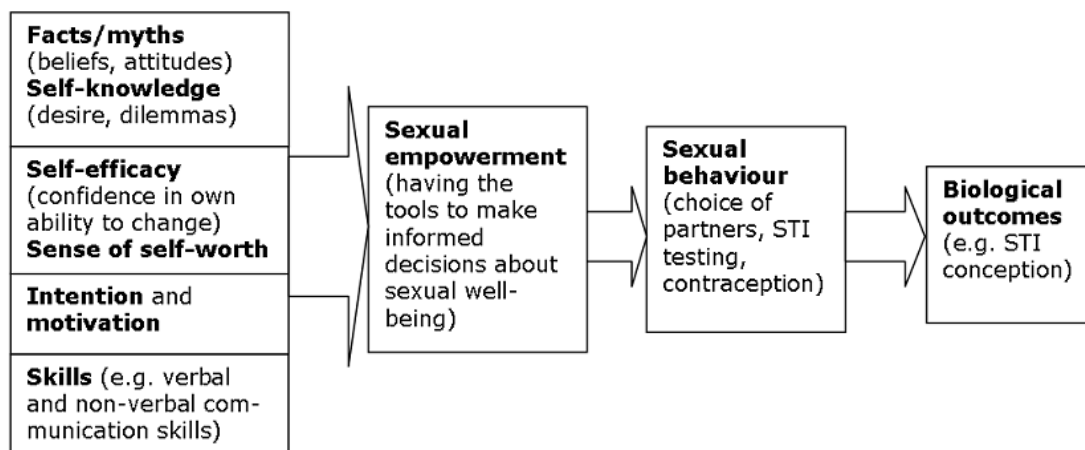 Facts/myths
(beliefs, attitudes)
Self-knowledge
(desire, dilemmas)
Self-efficacy
(confidence in own
ability to change)
Sense of self-worth
Intention and
motivation
Skills (e.g. verbal
and non-verbal com-
munication skills)
Sexual
empowerment
(having the
tools to make
informed
decisions about
sexual well-
being)
Sexual
behaviour
(choice of
partners, STI
testing,
contraception)
Biological
outcomes
(e.g. STI
conception)